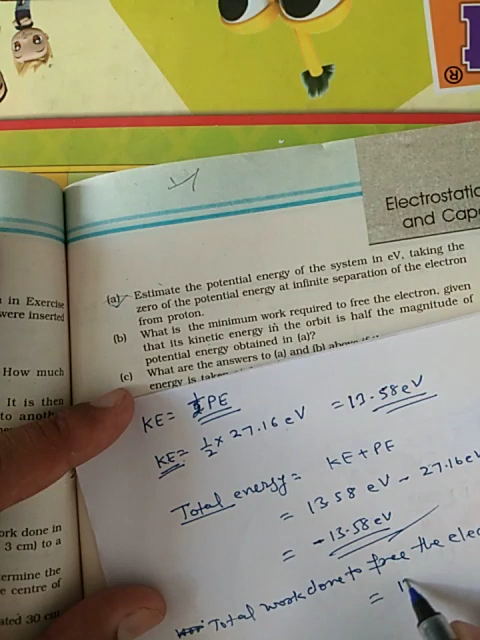 ®
Electrostatic
and Cap
in Exercise
were inserted
How much
It is then
to anoth
ork done in
3 cm) to a
ermine the
e centre of
ated 30 cm
(a) Estimate the potential energy of the system in eV, taking the
zero of the potential energy at infinite separation of the electron
from proton.
(b) What is the minimum work required to free the electron, given
that its kinetic energy in the orbit is half the magnitude of
potential energy obtained in (a)?
(c) What are the answers to (a) and (b) above if
energy is taken
KE = ½ PE
KE = ½ × 27.16 eV = 13.58 eV
Total energy = KE + PE
= 13.58 eV - 27.16 eV
= -13.58 eV
Total work done to free the elec
= 1